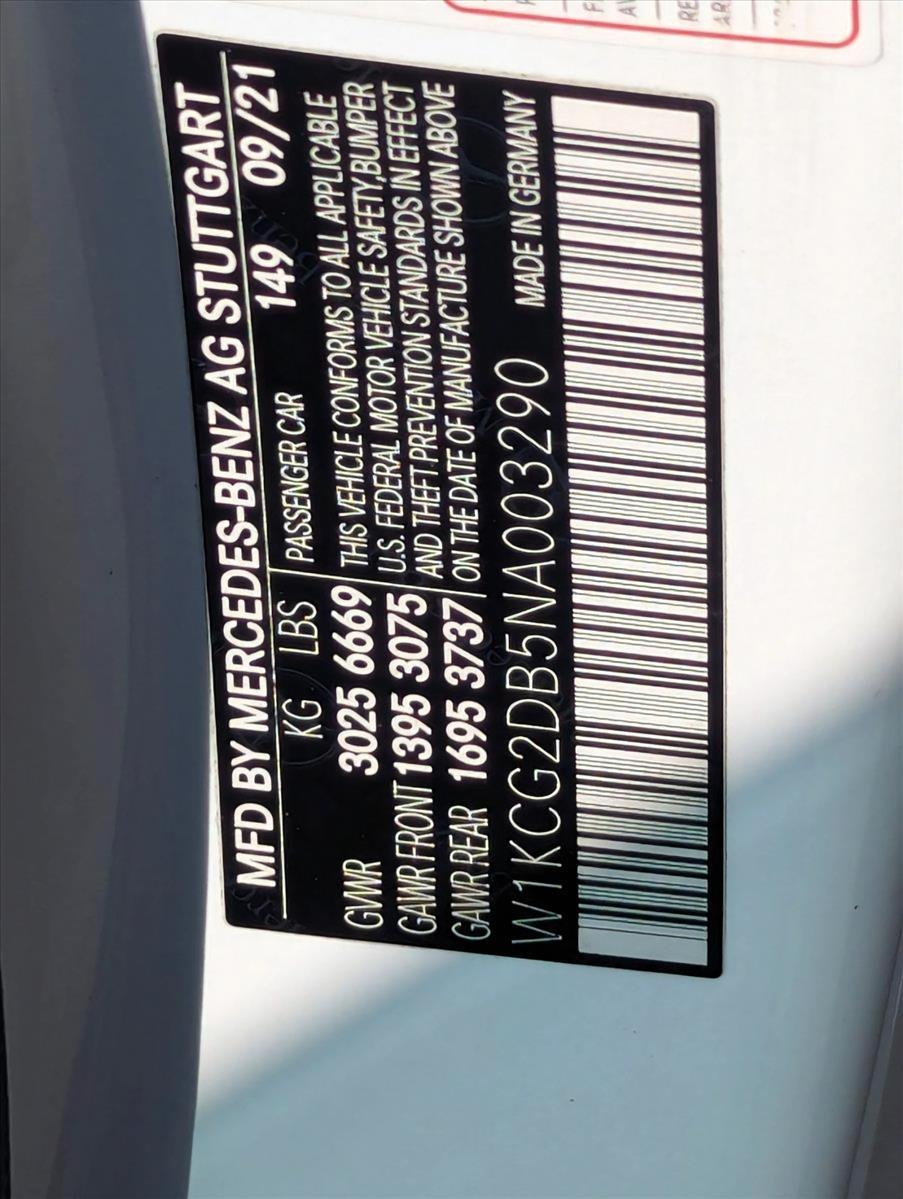 MFD BY MERCEDES-BENZ AG STUTTGART
149 09/21
KG LBS PASSENGER CAR
GVWR 3025 6669
GAWR FRONT 1395 3075
GAWR REAR 1695 3737
THIS VEHICLE CONFORMS TO ALL APPLICABLE
U.S. FEDERAL MOTOR VEHICLE SAFETY, BUMPER
AND THEFT PREVENTION STANDARDS IN EFFECT
ON THE DATE OF MANUFACTURE SHOWN ABOVE
W1KCG2DB5NA003290 MADE IN GERMANY